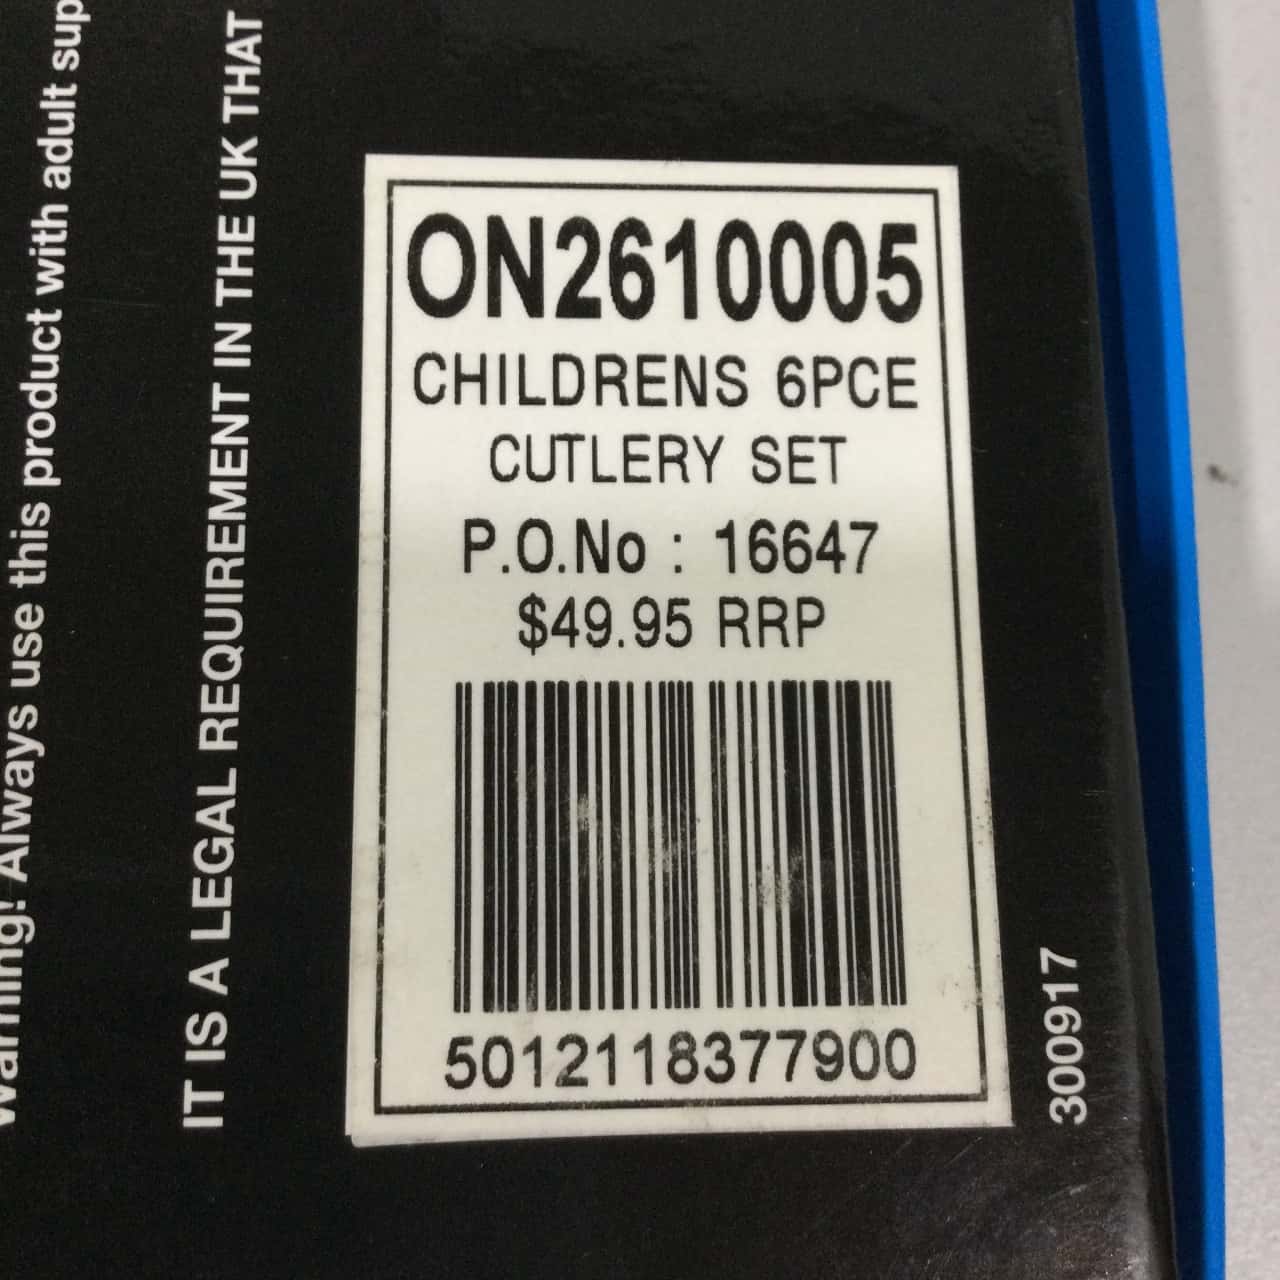 Warning! Always use this product with adult sup
IT IS A LEGAL REQUIREMENT IN THE UK THAT
ON2610005
CHILDRENS 6PCE
CUTLERY SET
P.O.No : 16647
$49.95 RRP
5012118377900
300917